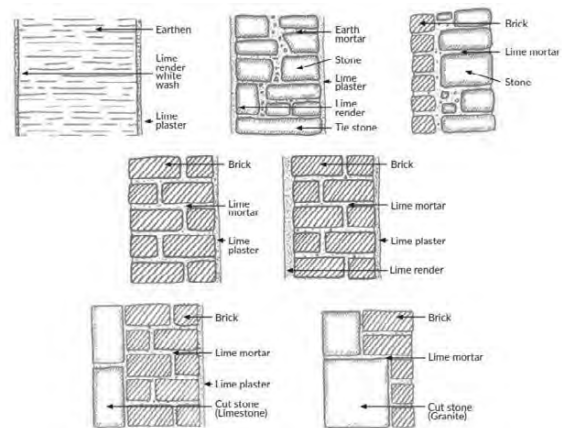 Earthen
Lime
render
white
wash
Lime
plaster
Earth
mortar
Stone
Lime
plaster
Lime
render
Tie stone
Brick
Lime mortar
Stone
Brick
Lime
mortar
Lime
plaster
Brick
Lime mortar
Lime plaster
Lime render
Brick
Lime mortar
Lime plaster
Cut stone
(Limestone)
Brick
Lime mortar
Cut stone
(Granite)